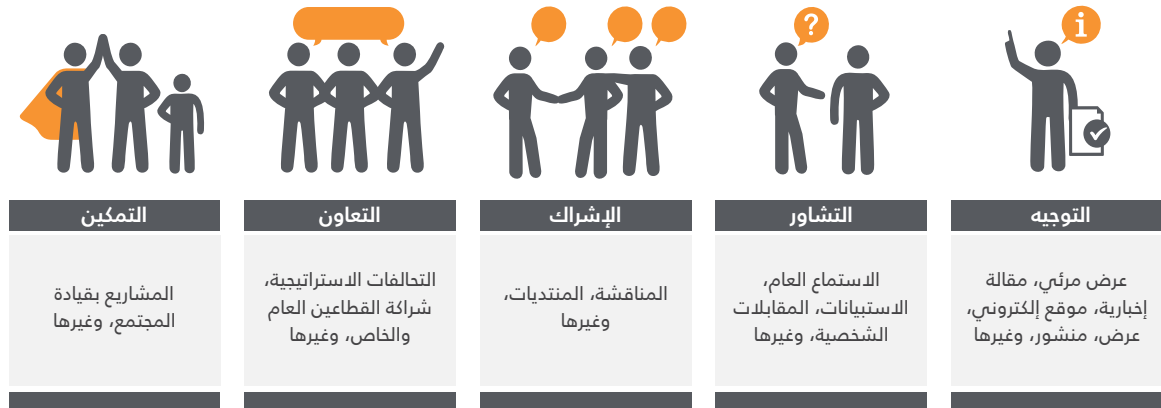 ?
i
التوجيه
عرض مرئي، مقالة
إخبارية، موقع إلكتروني،
عرض، منشور، وغيرها
التشاور
الاستماع العام،
الاستبيانات، المقابلات
الشخصية، وغيرها
الإشراك
المناقشة، المنتديات،
وغيرها
التعاون
التحالفات الاستراتيجية،
شراكة القطاعين العام
والخاص، وغيرها
التمكين
المشاريع بقيادة
المجتمع، وغيرها